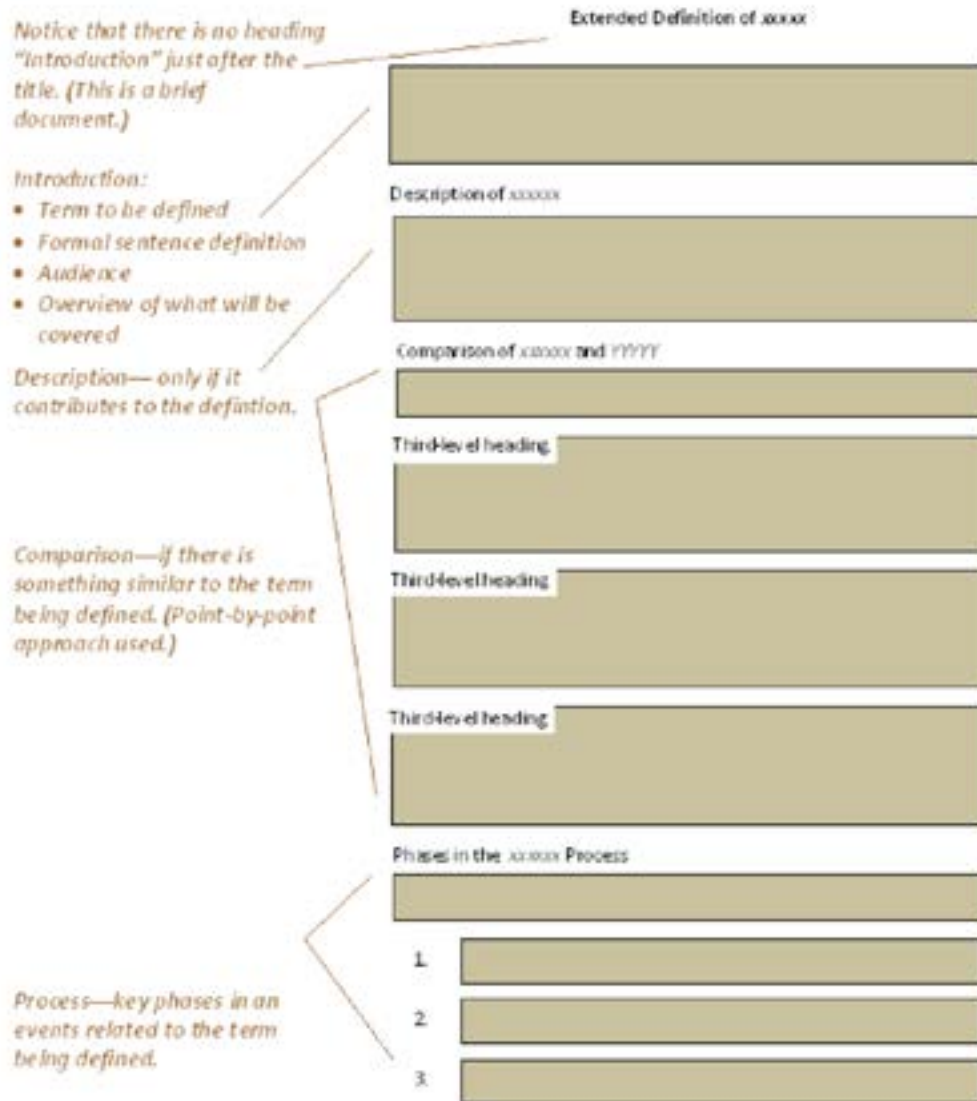 Extended Definition of xxxxx
Notice that there is no heading
“Introduction” just after the
title. (This is a brief
document.)
Introduction:
• Term to be defined
• Formal sentence definition
• Audience
• Overview of what will be
covered
Description of xxxxxx
Description— only if it
contributes to the defintion.
Comparison of xxxxxx and YYYYY
Third-level heading.
Comparison—if there is
something similar to the term
being defined. (Point-by-point
approach used.)
Third-level heading
Third-level heading
Phases in the xxxxxx Process
Process—key phases in an
events related to the term
being defined.
1.
2.
3.